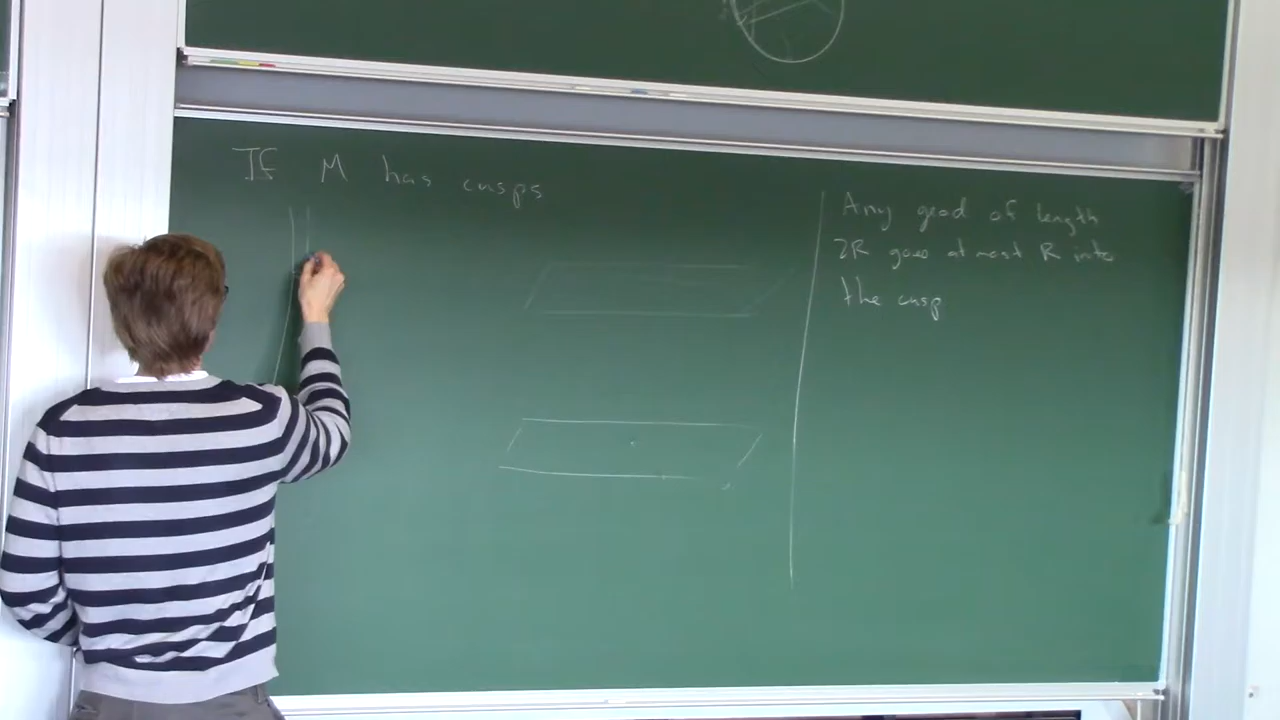 If M has cusps
Any geod of length
2R goes at most R into
the cusp